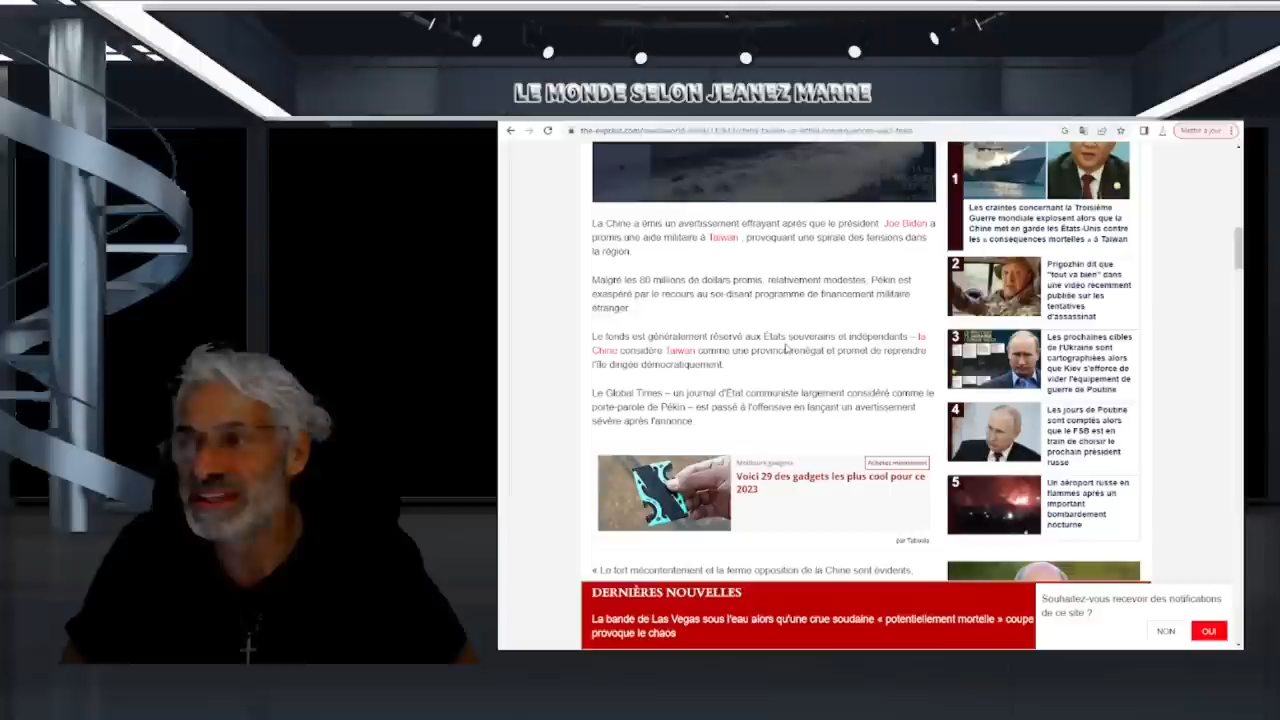 LE MONDE SELON JEANEZ MARRE
Mettre à jour
La Chine a émis un avertissement effrayant après que le président Joe Biden a
promis une aide militaire à Taiwan , provoquant une spirale des tensions dans
la région.
Malgré les 80 millions de dollars promis, relativement modestes, Pékin est
exaspéré par le recours au soi-disant programme de financement militaire
étranger.
Le fonds est généralement réservé aux États souverains et indépendants – la
Chine considère Taiwan comme une province renégat et promet de reprendre
l'île dirigée démocratiquement.
Le Global Times – un journal d'État communiste largement considéré comme le
porte-parole de Pékin – est passé à l'offensive en lançant un avertissement
sévère après l'annonce.
Meilleurs gadgets
Achetez maintenant
Voici 29 des gadgets les plus cool pour ce
2023
par Taboola
« Le fort mécontentement et la ferme opposition de la Chine sont évidents,
1
Les craintes concernant la Troisième
Guerre mondiale explosent alors que la
Chine met en garde les États-Unis contre
les « conséquences mortelles » à Taïwan
2
Prigozhin dit que
"tout va bien" dans
une vidéo récemment
publiée sur les
tentatives
d'assassinat
3
Les prochaines cibles
de l'Ukraine sont
cartographiées alors
que Kiev s'efforce de
vider l'équipement de
guerre de Poutine
4
Les jours de Poutine
sont comptés alors
que le FSB est en
train de choisir le
prochain président
russe
5
Un aéroport russe en
flammes après un
important
bombardement
nocturne
DERNIÈRES NOUVELLES
La bande de Las Vegas sous l'eau alors qu'une crue soudaine « potentiellement mortelle » coupe
provoque le chaos
Souhaitez-vous recevoir des notifications
de ce site ?
NON
OUI